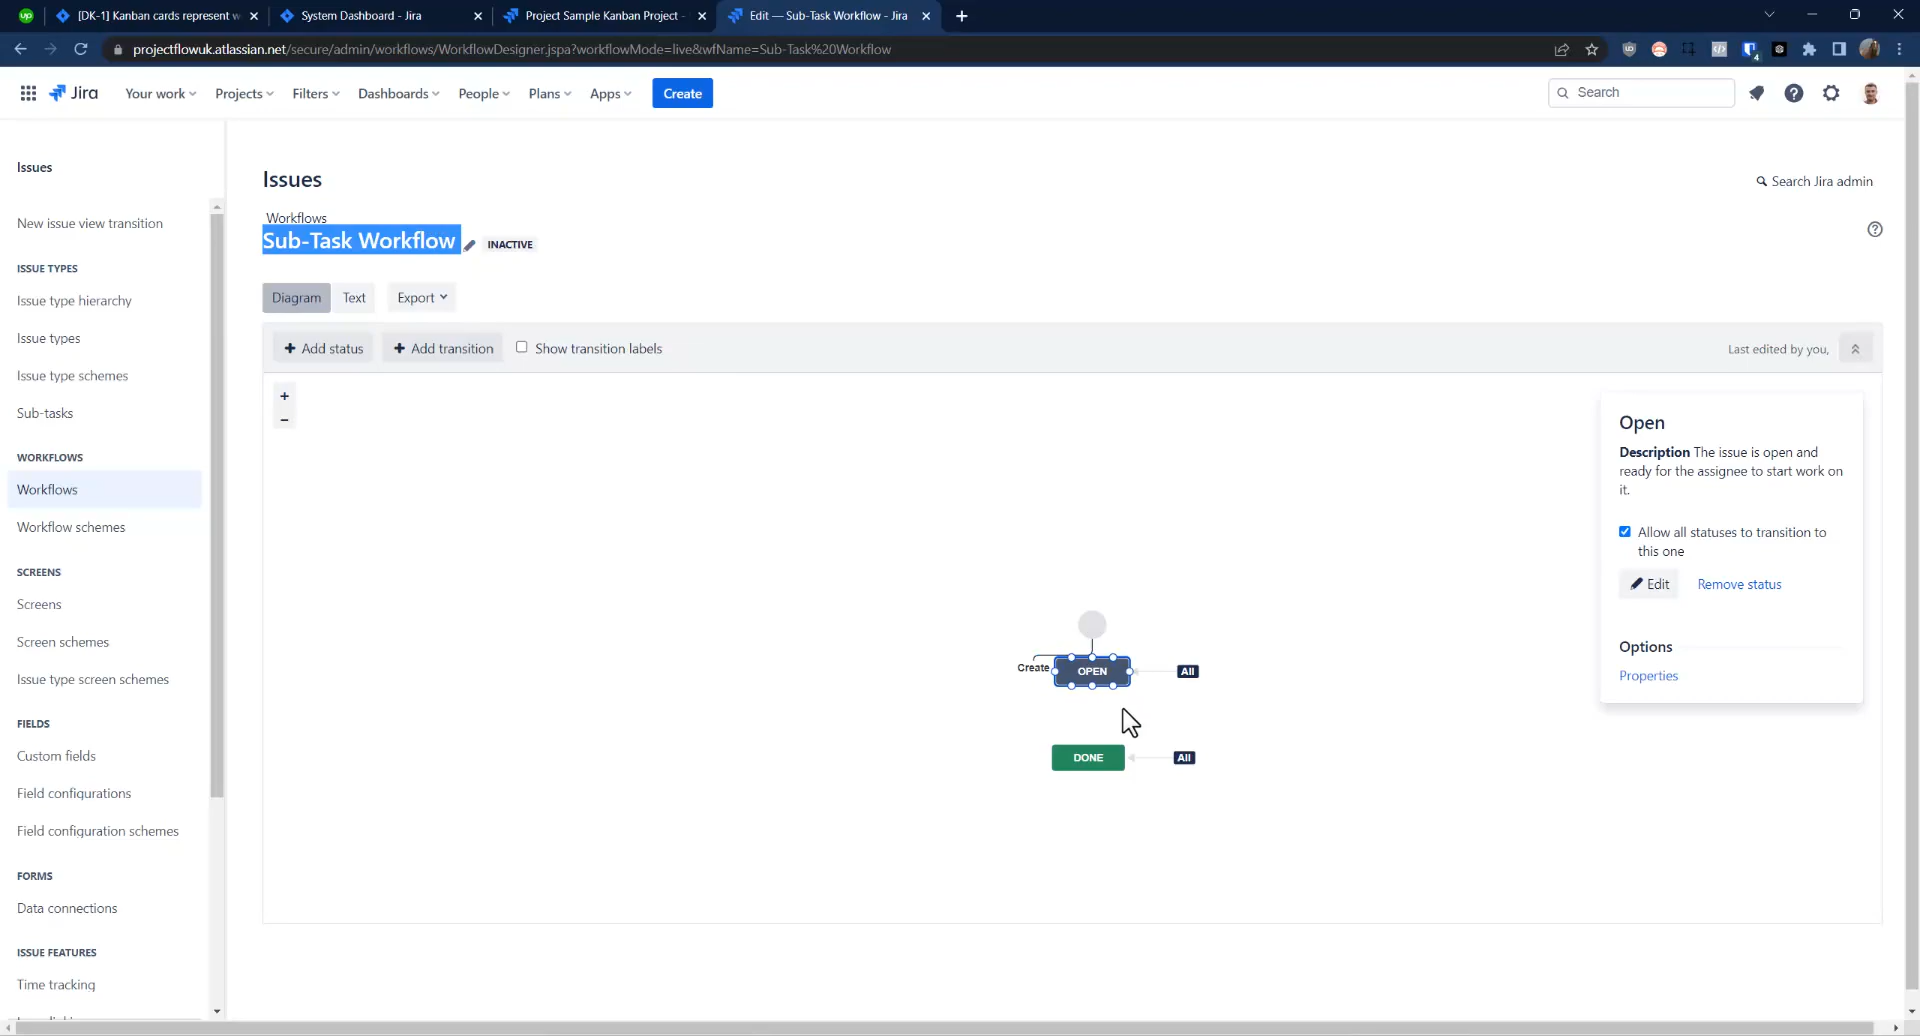 up
[DK-1] Kanban cards represent w
System Dashboard - Jira
Project Sample Kanban Project -
Edit — Sub-Task Workflow - Jira
projectflowuk.atlassian.net/secure/admin/workflows/WorkflowDesigner.jspa?workflowMode=live&wfName=Sub-Task%20Workflow
4
Jira
Your work
Projects
Filters
Dashboards
People
Plans
Apps
Create
Search
Issues
New issue view transition
ISSUE TYPES
Issue type hierarchy
Issue types
Issue type schemes
Sub-tasks
WORKFLOWS
Workflows
Workflow schemes
SCREENS
Screens
Screen schemes
Issue type screen schemes
FIELDS
Custom fields
Field configurations
Field configuration schemes
FORMS
Data connections
ISSUE FEATURES
Time tracking
Issues
Search Jira admin
Workflows
Sub-Task Workflow
INACTIVE
Diagram
Text
Export
Add status
Add transition
Show transition labels
Last edited by you,
Create
OPEN
All
DONE
All
Open
Description The issue is open and
ready for the assignee to start work on
it.
Allow all statuses to transition to
this one
Edit
Remove status
Options
Properties